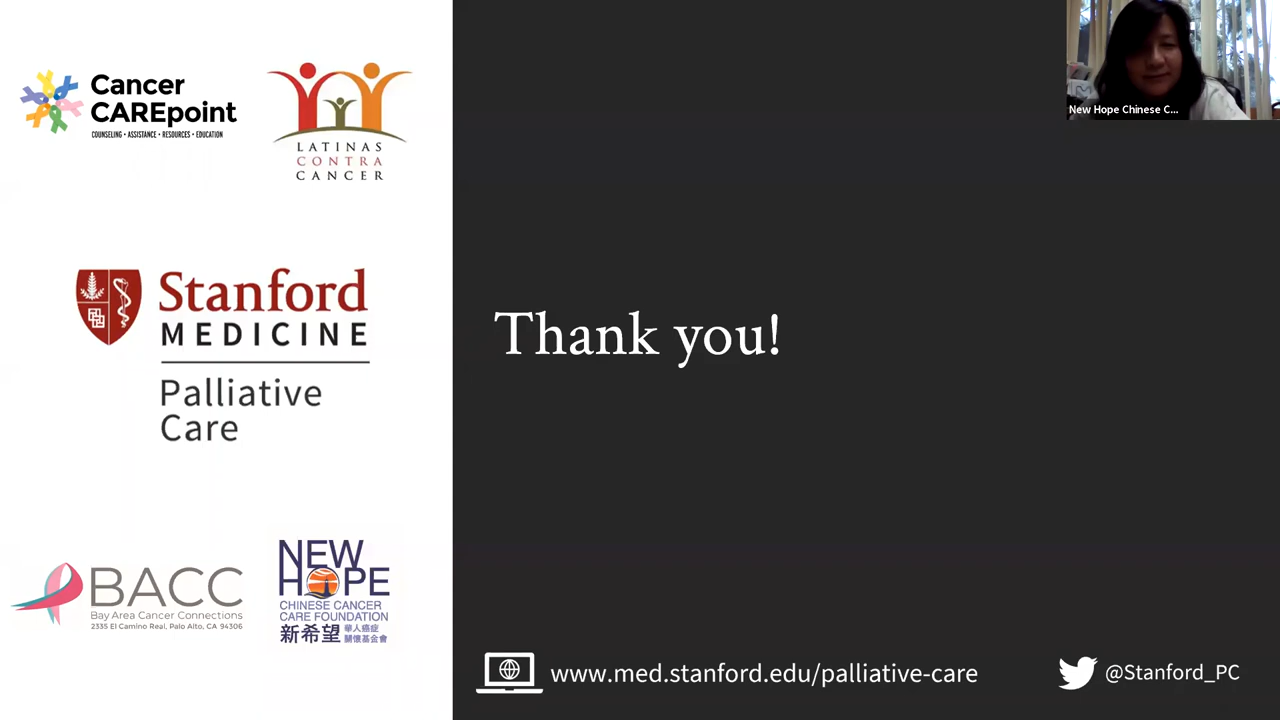 Cancer
CAREpoint
COUNSELING • ASSISTANCE • RESOURCES • EDUCATION
LATINAS
CONTRA
CANCER
Stanford
MEDICINE
Palliative
Care
BACC
Bay Area Cancer Connections
2335 El Camino Real, Palo Alto, CA 94306
NEW
HOPE
CHINESE CANCER
CARE FOUNDATION
新希望
華人癌症
關懷基金會
Thank you!
www.med.stanford.edu/palliative-care
@Stanford_PC
New Hope Chinese C...